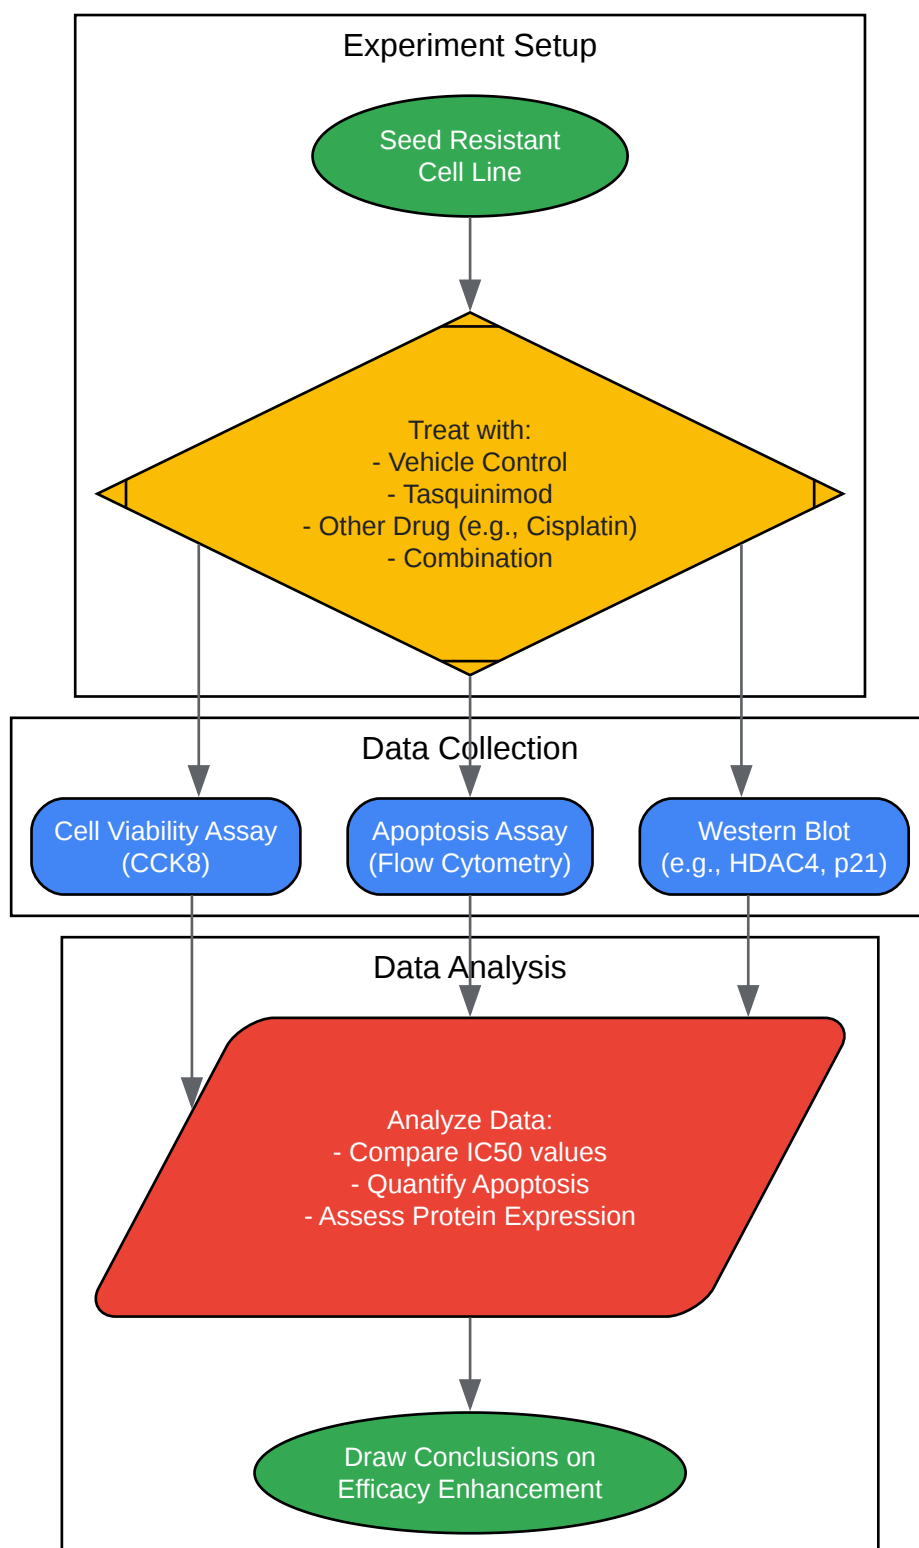 Experiment Setup
Seed Resistant
Cell Line
Treat with:
- Vehicle Control
- Tasquinimod
- Other Drug (e.g., Cisplatin)
- Combination
Data Collection
Cell Viability Assay
(CCK8)
Apoptosis Assay
(Flow Cytometry)
Western Blot
(e.g., HDAC4, p21)
Data Analysis
Analyze Data:
- Compare IC50 values
- Quantify Apoptosis
- Assess Protein Expression
Draw Conclusions on
Efficacy Enhancement